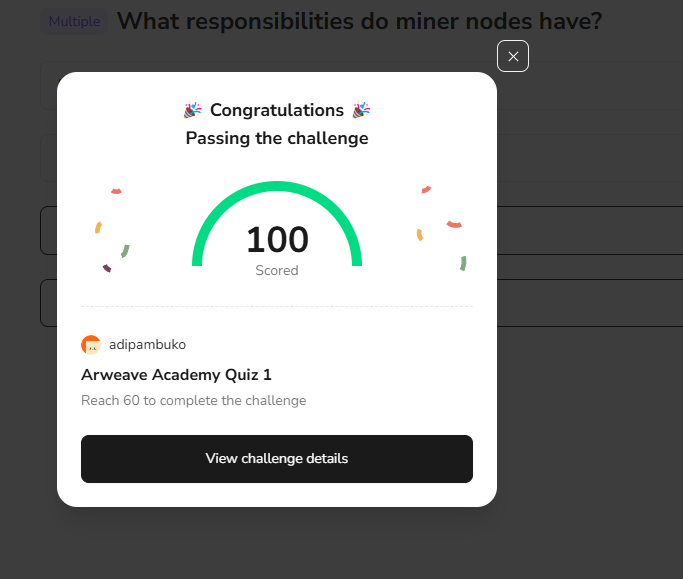 Multiple What responsibilities do miner nodes have?
🎉 Congratulations 🎉
Passing the challenge
100
Scored
adipambuko
Arweave Academy Quiz 1
Reach 60 to complete the challenge
View challenge details